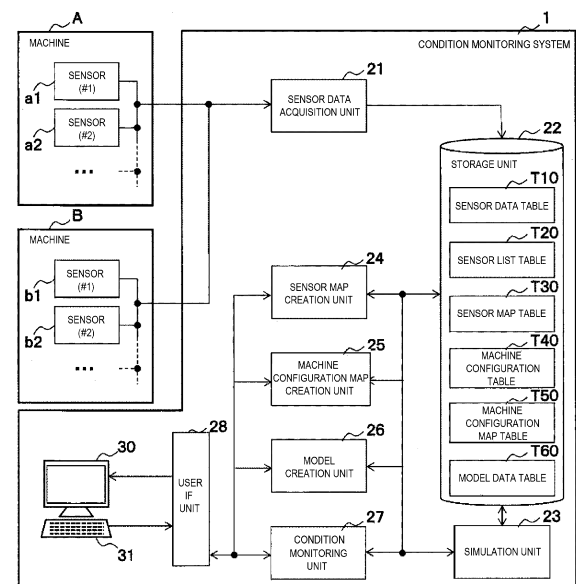 A
MACHINE
SENSOR
(#1)
a1
SENSOR
(#2)
a2
...
B
MACHINE
SENSOR
(#1)
b1
SENSOR
(#2)
b2
...
1
CONDITION MONITORING SYSTEM
21
SENSOR DATA
ACQUISITION UNIT
22
STORAGE UNIT
T10
SENSOR DATA TABLE
T20
SENSOR LIST TABLE
T30
SENSOR MAP TABLE
T40
MACHINE
CONFIGURATION
TABLE
T50
MACHINE
CONFIGURATION
MAP TABLE
T60
MODEL DATA TABLE
24
SENSOR MAP
CREATION UNIT
25
MACHINE
CONFIGURATION MAP
CREATION UNIT
26
MODEL
CREATION UNIT
27
CONDITION
MONITORING
UNIT
23
SIMULATION UNIT
28
USER
IF
UNIT
30
31